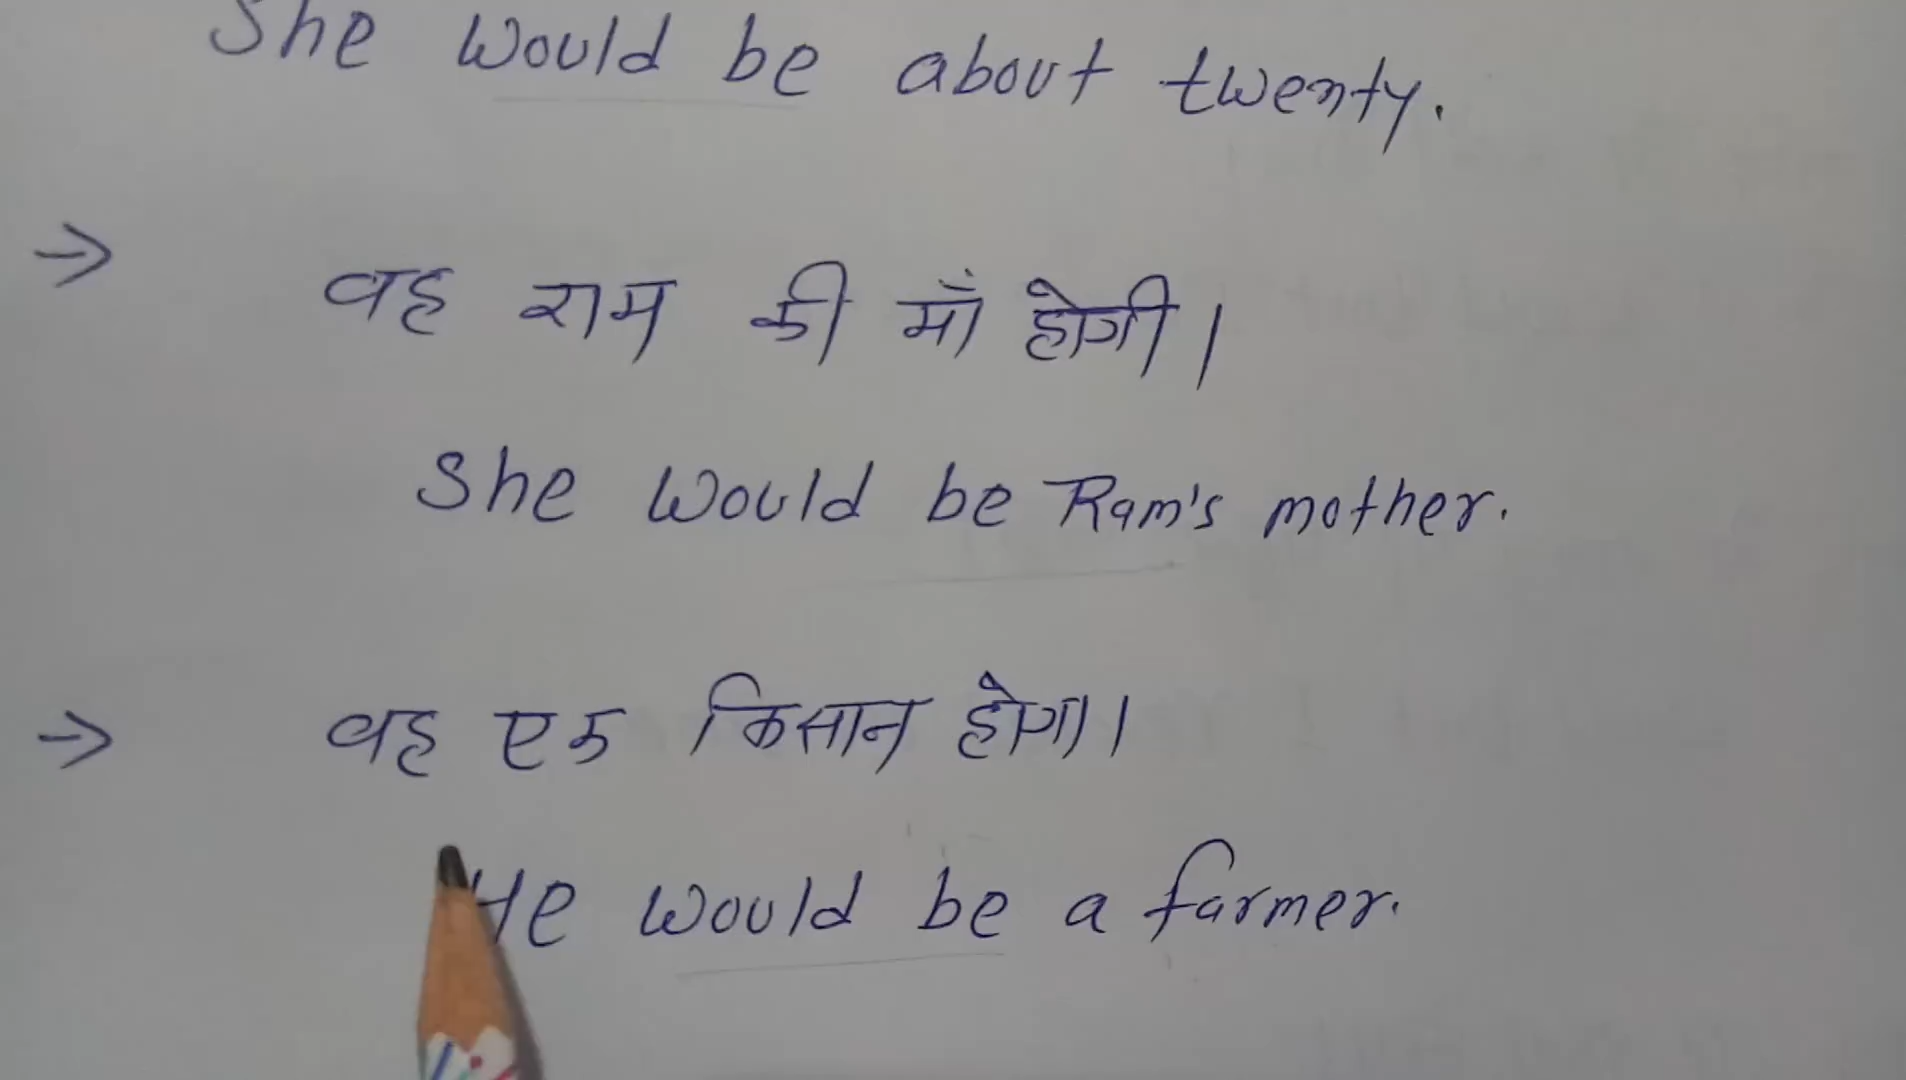 She would be about twenty.
→ वह राम की माँ होगी।
She would be Ram's mother.
→ वह एक किसान होगा।
He would be a farmer.